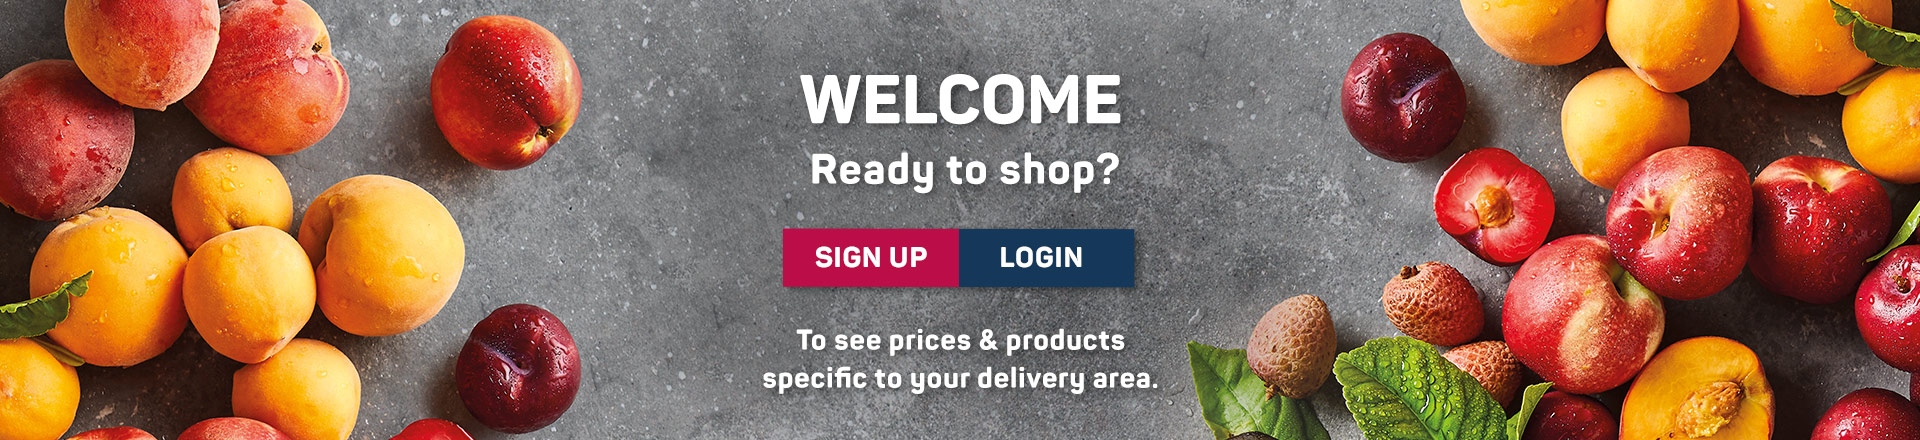 WELCOME
Ready to shop?
SIGN UP
LOGIN
To see prices & products
specific to your delivery area.